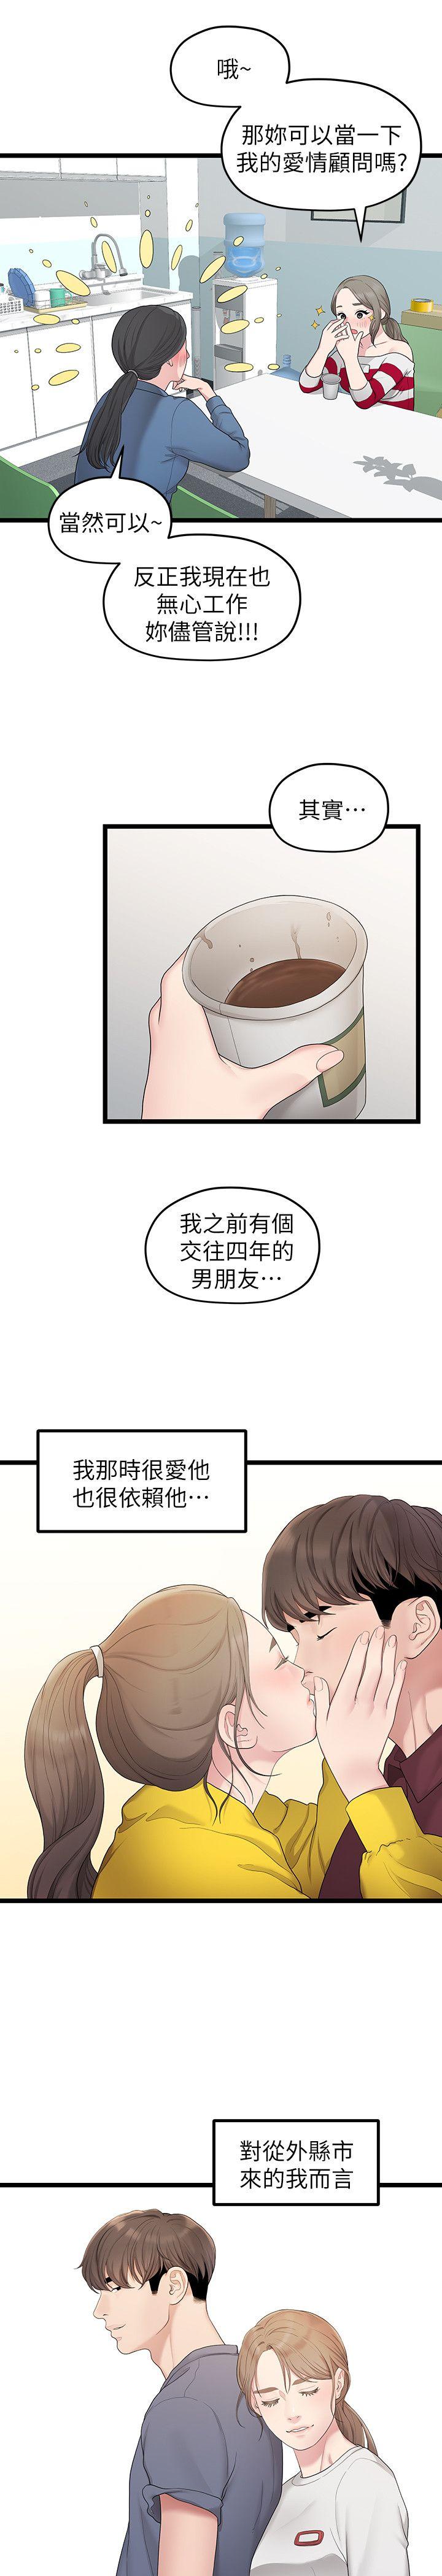 哦~
那妳可以當一下
我的愛情顧問嗎?
當然可以~
反正我現在也
無心工作
妳儘管說!!!
其實⋯
我之前有個
交往四年的
男朋友⋯
我那時很愛他
也很依賴他⋯
對從外縣市
來的我而言